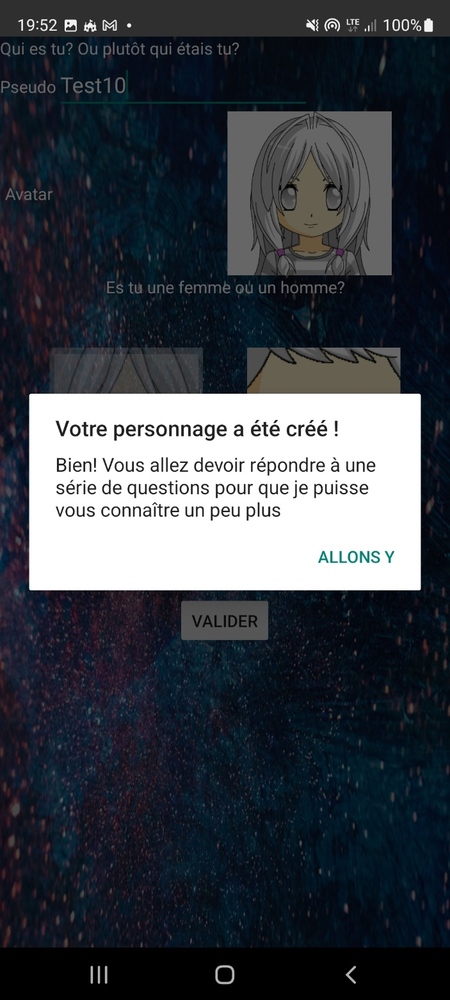 19:52
LTE
100%
Qui es tu? Ou plutôt qui étais tu?
Pseudo Test10
Avatar
Es tu une femme ou un homme?
Votre personnage a été créé !
Bien! Vous allez devoir répondre à une
série de questions pour que je puisse
vous connaître un peu plus
ALLONS Y
VALIDER